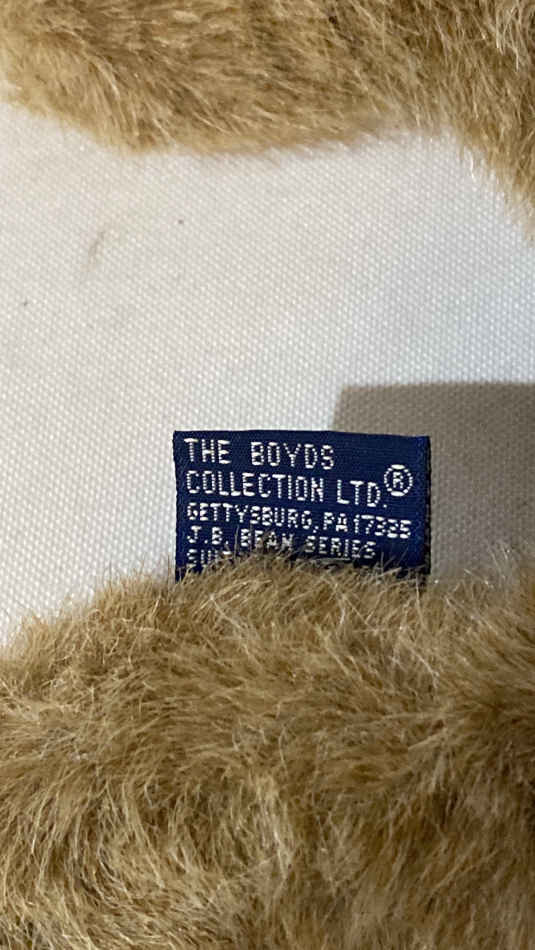 THE BOYDS
COLLECTION LTD.®
GETTYSBURG, PA 17325
J.B. BEAN SERIES